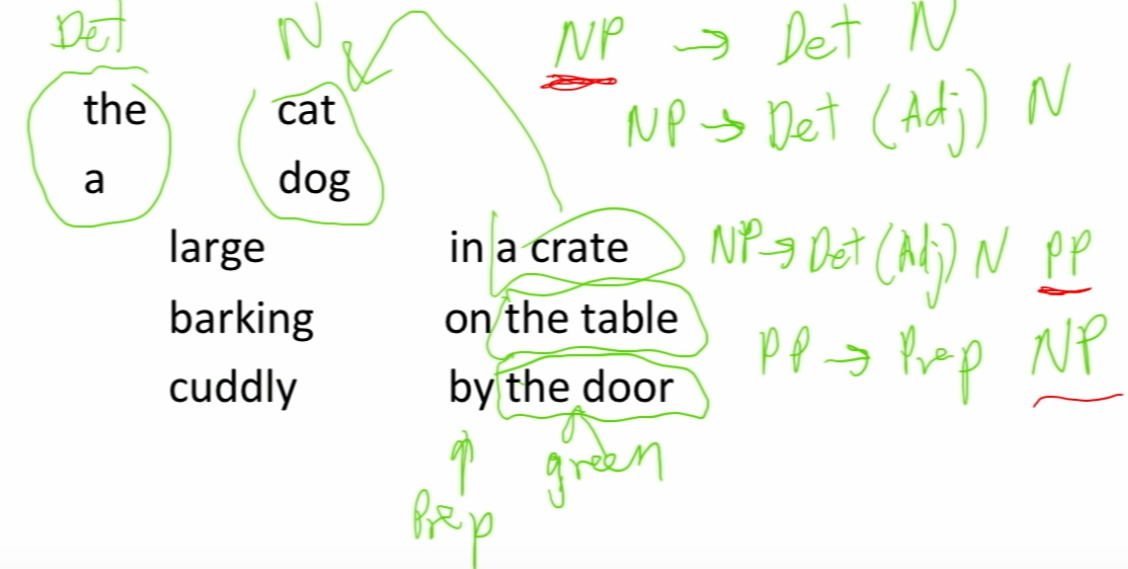 Det N NP → Det N
the cat NP → Det (Adj) N
a dog
large in a crate NP → Det (Adj) N PP
barking on the table PP → Prep NP
cuddly by the door
green
Prep